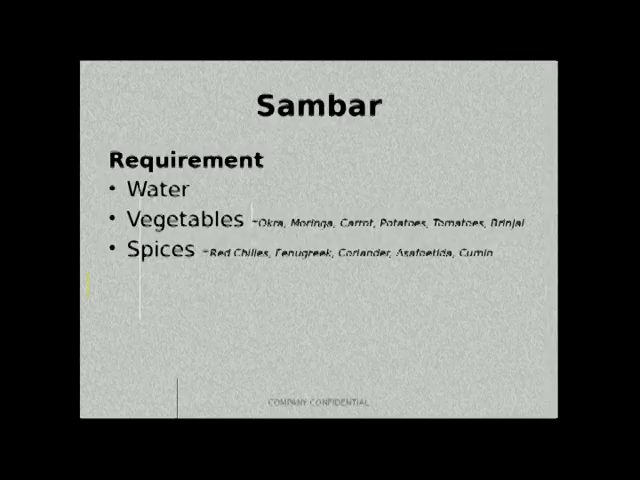 Sambar
Requirement
• Water
• Vegetables -Okra, Moringa, Carrot, Potatoes, Tomatoes, Brinjal
• Spices -Red Chilies, Fenugreek, Coriander, Asafoetida, Cumin
COMPANY CONFIDENTIAL